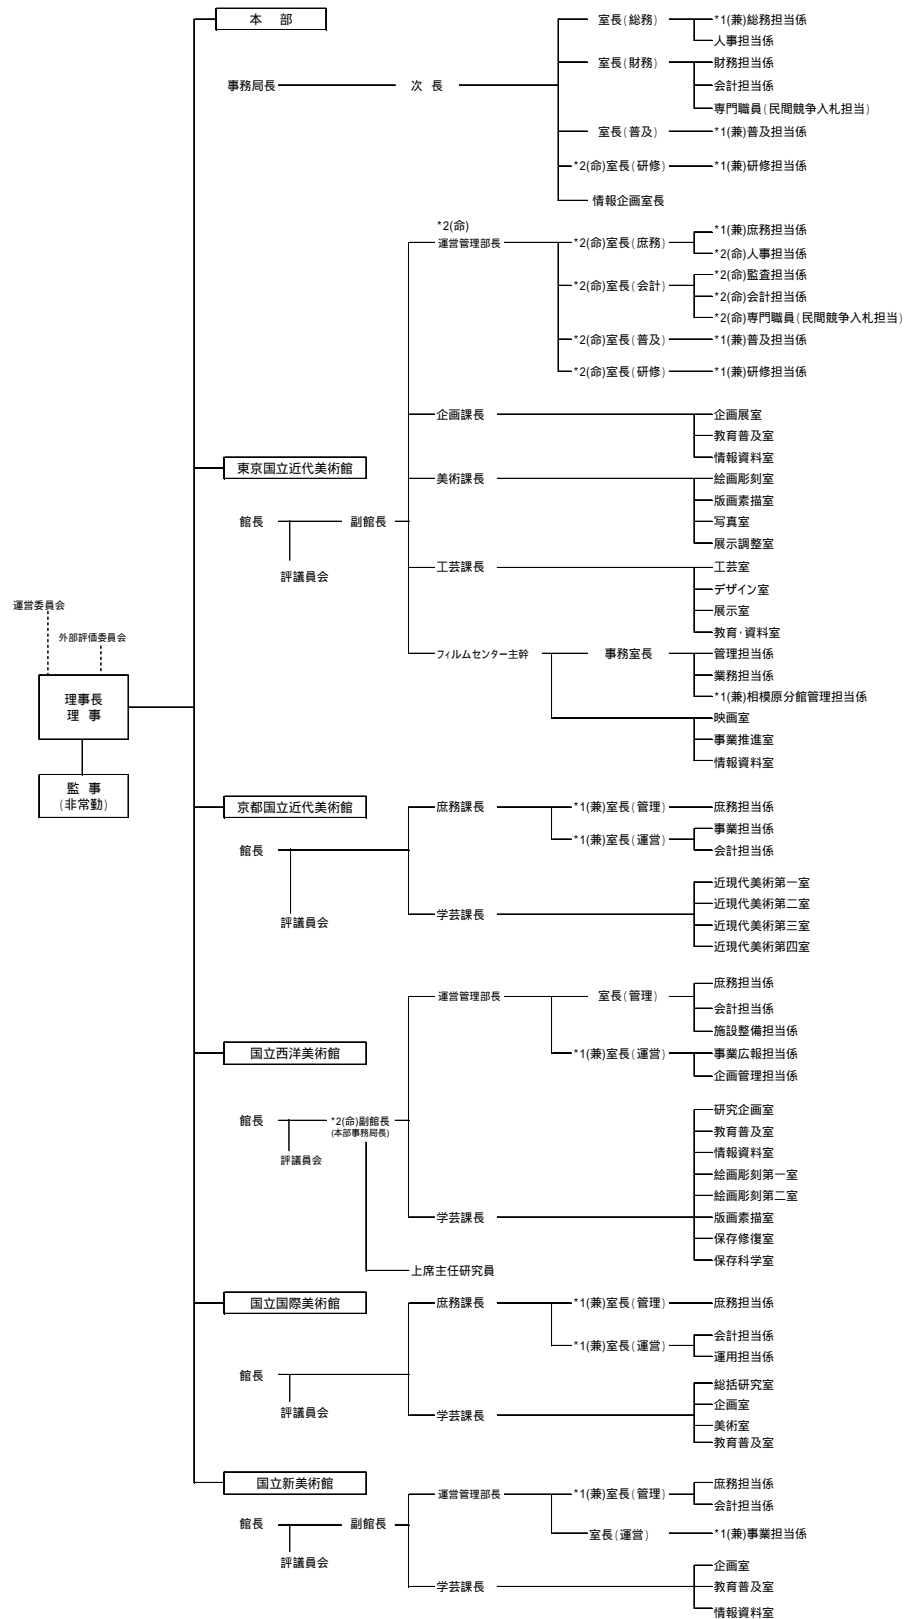 本 部
室長(総務)
*1(兼)総務担当係
人事担当係
事務局長
次 長
室長(財務)
財務担当係
会計担当係
専門職員(民間競争入札担当)
室長(普及)
*1(兼)普及担当係
*2(命)室長(研修)
*1(兼)研修担当係
情報企画室長
*2(命)
運営管理部長
*2(命)室長(庶務)
*1(兼)庶務担当係
*2(命)人事担当係
*2(命)室長(会計)
*2(命)監査担当係
*2(命)会計担当係
*2(命)専門職員(民間競争入札担当)
*2(命)室長(普及)
*1(兼)普及担当係
*2(命)室長(研修)
*1(兼)研修担当係
企画課長
企画展室
教育普及室
情報資料室
東京国立近代美術館
美術課長
絵画彫刻室
版画素描室
写真室
展示調整室
館長
副館長
評議員会
工芸課長
工芸室
デザイン室
展示室
教育・資料室
運営委員会
外部評価委員会
フィルムセンター主幹
事務室長
管理担当係
業務担当係
*1(兼)相模原分館管理担当係
映画室
事業推進室
情報資料室
理事長
理 事
監 事
(非常勤)
京都国立近代美術館
庶務課長
*1(兼)室長(管理)
庶務担当係
*1(兼)室長(運営)
事業担当係
会計担当係
館長
評議員会
学芸課長
近現代美術第一室
近現代美術第二室
近現代美術第三室
近現代美術第四室
運営管理部長
室長(管理)
庶務担当係
会計担当係
施設整備担当係
国立西洋美術館
*1(兼)室長(運営)
事業広報担当係
企画管理担当係
館長
*2(命)副館長
(本部事務局長)
評議員会
研究企画室
教育普及室
情報資料室
絵画彫刻第一室
絵画彫刻第二室
学芸課長
版画素描室
保存修復室
保存科学室
上席主任研究員
国立国際美術館
庶務課長
*1(兼)室長(管理)
庶務担当係
*1(兼)室長(運営)
会計担当係
運用担当係
館長
評議員会
学芸課長
総括研究室
企画室
美術室
教育普及室
国立新美術館
運営管理部長
*1(兼)室長(管理)
庶務担当係
会計担当係
館長
副館長
室長(運営)
*1(兼)事業担当係
評議員会
学芸課長
企画室
教育普及室
情報資料室